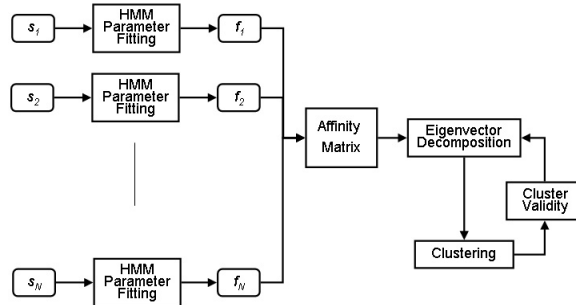 s1
HMM
Parameter
Fitting
f1
s2
HMM
Parameter
Fitting
f2
Affinity
Matrix
Eigenvector
Decomposition
Cluster
Validity
Clustering
sN
HMM
Parameter
Fitting
fN